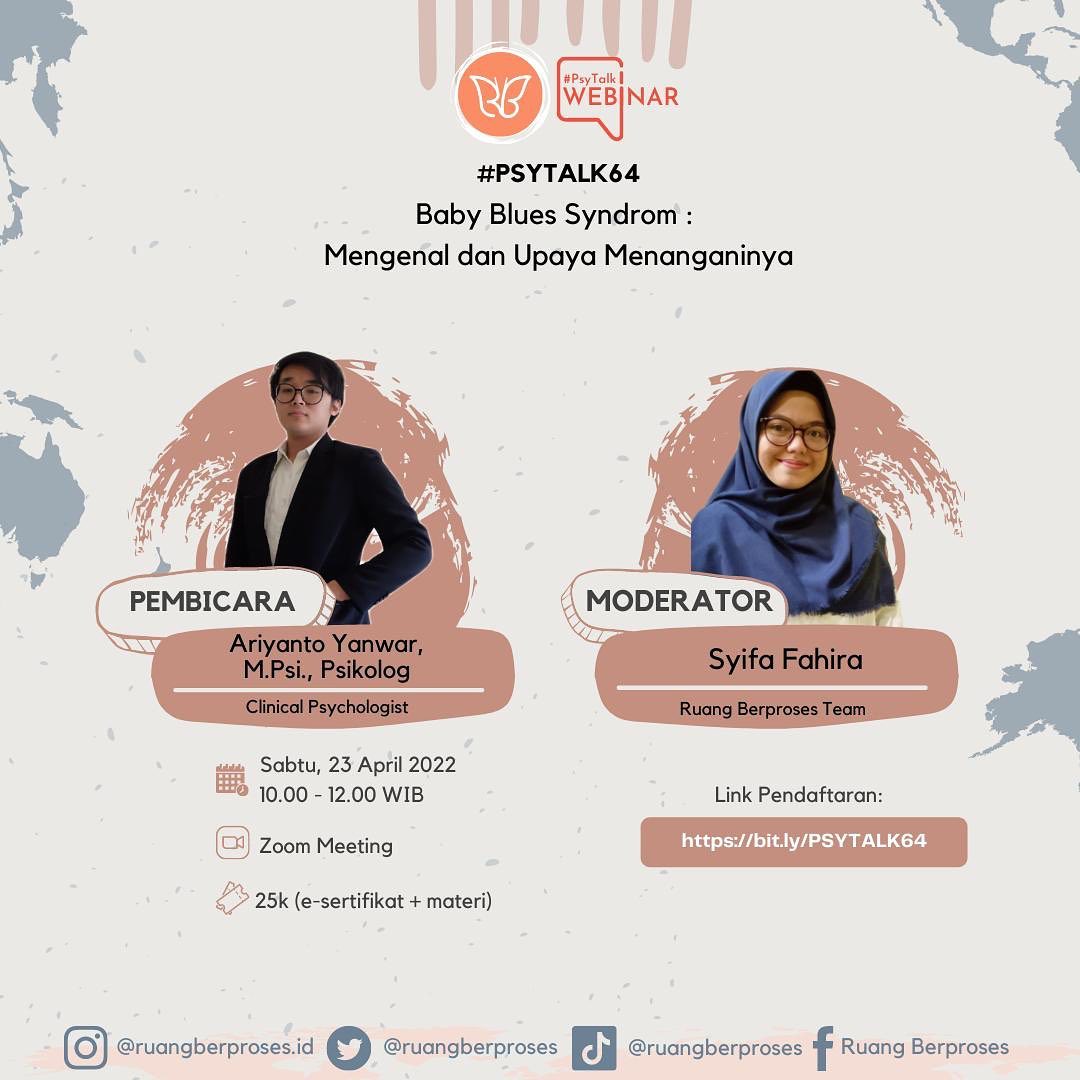 #PsyTalk
WEBINAR
#PSYTALK64
Baby Blues Syndrom :
Mengenal dan Upaya Menanganinya
PEMBICARA
Ariyanto Yanwar,
M.Psi., Psikolog
Clinical Psychologist
MODERATOR
Syifa Fahira
Ruang Berproses Team
Sabtu, 23 April 2022
10.00 - 12.00 WIB
Zoom Meeting
25k (e-sertifikat + materi)
Link Pendaftaran:
https://bit.ly/PSYTALK64
@ruangberproses.id
@ruangberproses
@ruangberproses
Ruang Berproses